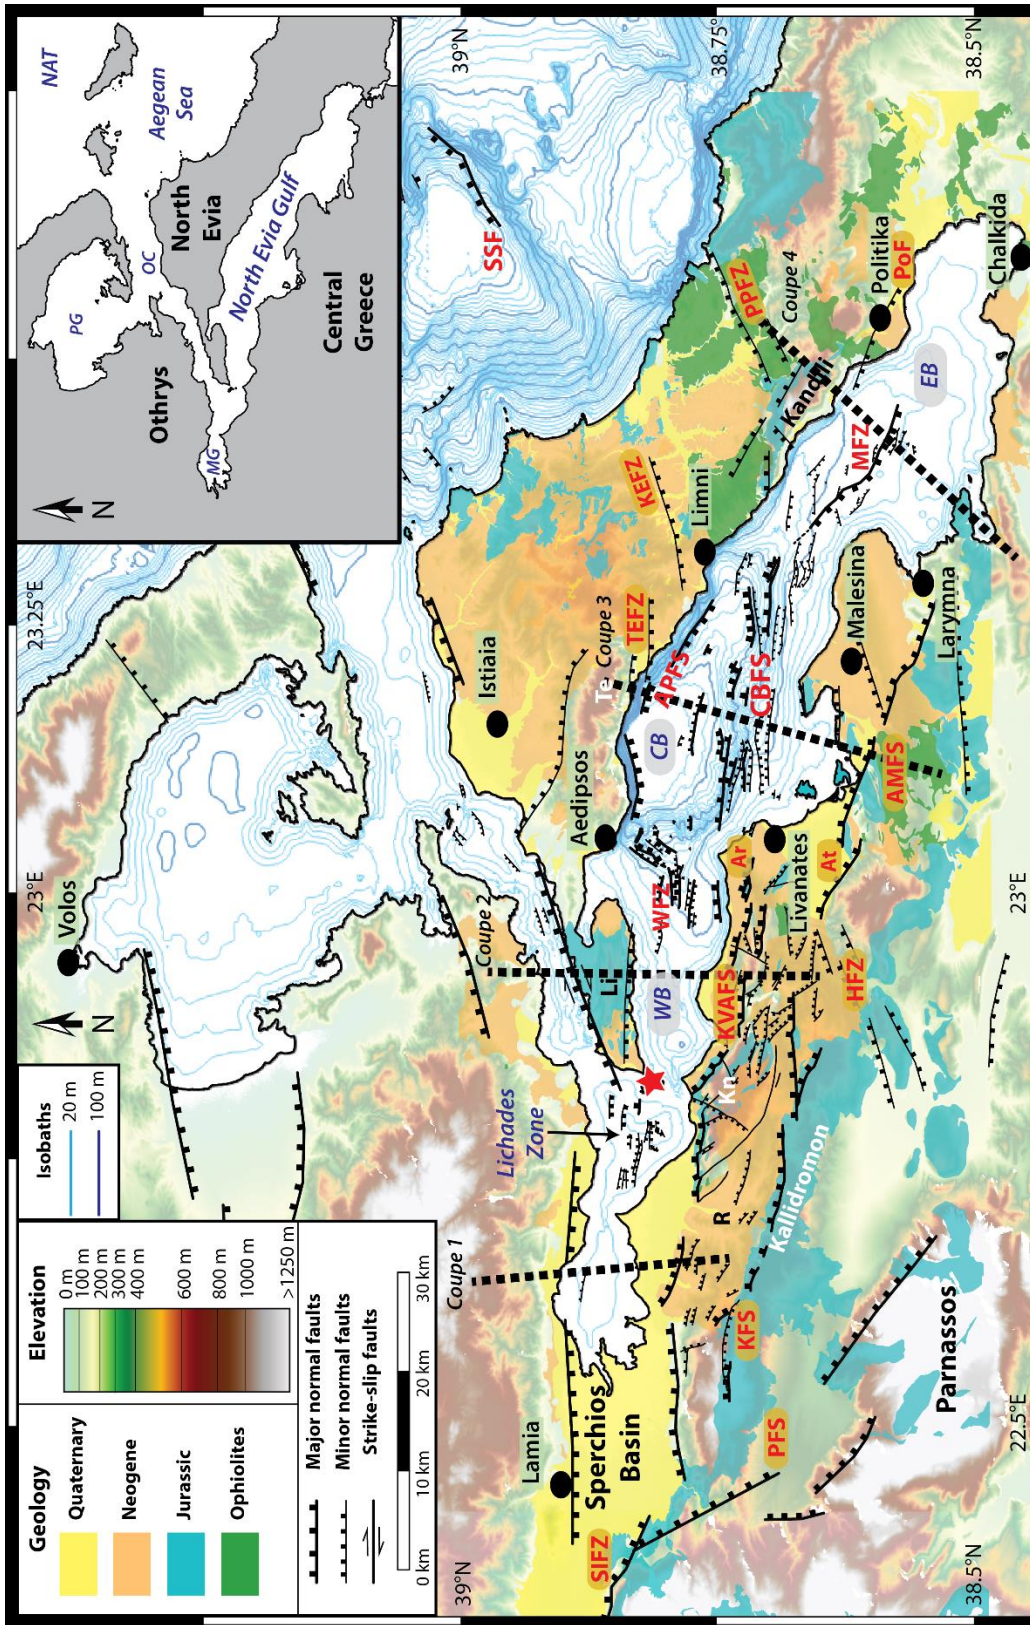 Geology
Quaternary
Neogene
Jurassic
Ophiolites
Elevation
0 m
100 m
200 m
300 m
400 m
600 m
800 m
1000 m
>1250 m
Isobaths
20 m
100 m
Major normal faults
Minor normal faults
Strike-slip faults
0 km
10 km
20 km
30 km
N
N
NAT
PG
OC
MG
Aegean
Sea
Othrys
North
Evia
North Evia Gulf
Central
Greece
23°E
23.25°E
39°N
38.75°
38.5°N
39°N
22.5°E
23°E
38.5°N
Volos
Coupe 1
Coupe 2
Istiaia
SSF
Lamia
Sperchios
Basin
Lichades
Zone
Li
Aedipsos
Te
Coupe 3
TEFZ
KEFZ
Limni
PPFZ
Coupe 4
Kandili
Politika
PoF
Chalkida
SIFZ
WB
WFZ
CB
APFS
CBFS
MFZ
EB
KFS
PFS
R
Kn
KVAFS
Ar
Livanates
At
HFZ
AMFS
Malesina
Larymna
Kallidromon
Parnassos